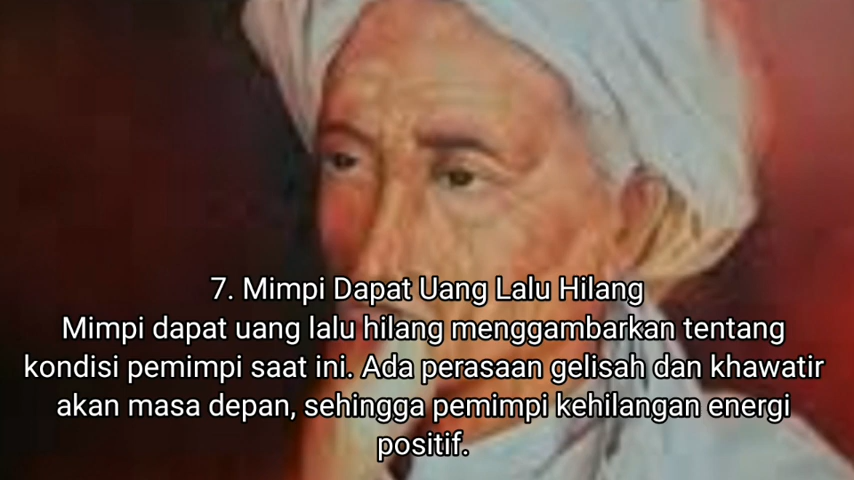 7. Mimpi Dapat Uang Lalu Hilang
Mimpi dapat uang lalu hilang menggambarkan tentang
kondisi pemimpi saat ini. Ada perasaan gelisah dan khawatir
akan masa depan, sehingga pemimpi kehilangan energi
positif.